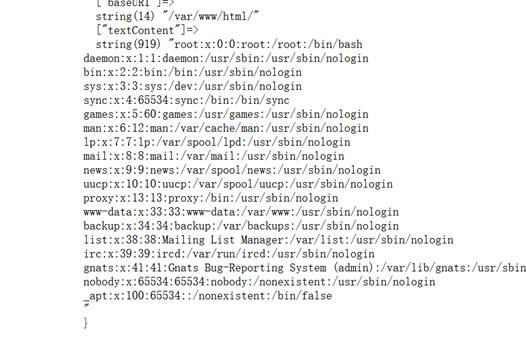 ["baseURI"]=>
string(14) "/var/www/html/"
["textContent"]=>
string(919) "root:x:0:0:root:/root:/bin/bash
daemon:x:1:1:daemon:/usr/sbin:/usr/sbin/nologin
bin:x:2:2:bin:/bin:/usr/sbin/nologin
sys:x:3:3:sys:/dev:/usr/sbin/nologin
sync:x:4:65534:sync:/bin:/bin/sync
games:x:5:60:games:/usr/games:/usr/sbin/nologin
man:x:6:12:man:/var/cache/man:/usr/sbin/nologin
lp:x:7:7:lp:/var/spool/lpd:/usr/sbin/nologin
mail:x:8:8:mail:/var/mail:/usr/sbin/nologin
news:x:9:9:news:/var/spool/news:/usr/sbin/nologin
uucp:x:10:10:uucp:/var/spool/uucp:/usr/sbin/nologin
proxy:x:13:13:proxy:/bin:/usr/sbin/nologin
www-data:x:33:33:www-data:/var/www:/usr/sbin/nologin
backup:x:34:34:backup:/var/backups:/usr/sbin/nologin
list:x:38:38:Mailing List Manager:/var/list:/usr/sbin/nologin
irc:x:39:39:ircd:/var/run/ircd:/usr/sbin/nologin
gnats:x:41:41:Gnats Bug-Reporting System (admin):/var/lib/gnats:/usr/sbin
nobody:x:65534:65534:nobody:/nonexistent:/usr/sbin/nologin
_apt:x:100:65534::/nonexistent:/bin/false
"
}